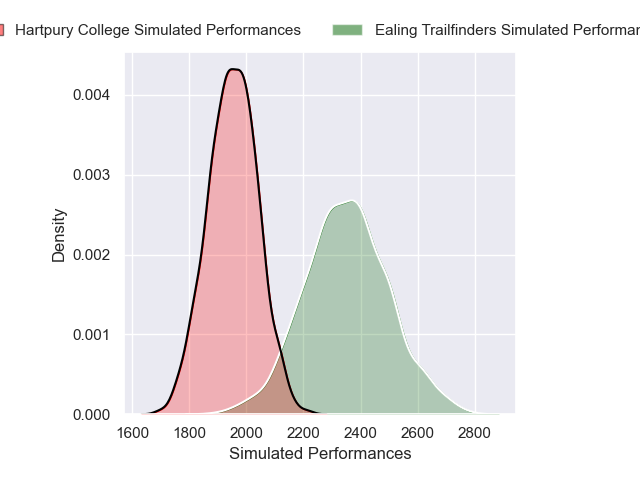 Hartpury College Simulated Performances
Ealing Trailfinders Simulated
0.004
0.003
0.002
0.001
0.000
Density
1600 1800 2000 2200 2400 2600 2800
Simulated Performances